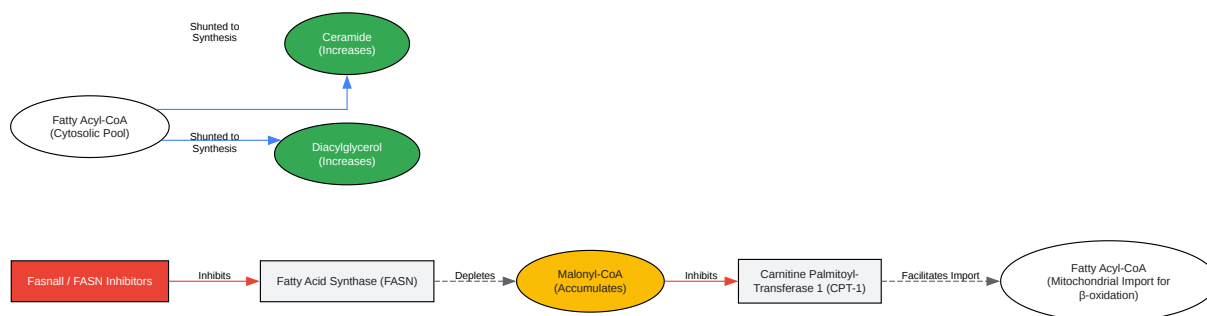 Shunted to
Synthesis
Ceramide
(Increases)
Fatty Acyl-CoA
(Cytosolic Pool)
Shunted to
Synthesis
Diacylglycerol
(Increases)
Fasnall / FASN Inhibitors
Inhibits
Fatty Acid Synthase (FASN)
Depletes
Malonyl-CoA
(Accumulates)
Inhibits
Carnitine Palmitoyl-
Transferase 1 (CPT-1)
Facilitates Import
Fatty Acyl-CoA
(Mitochondrial Import for
β-oxidation)